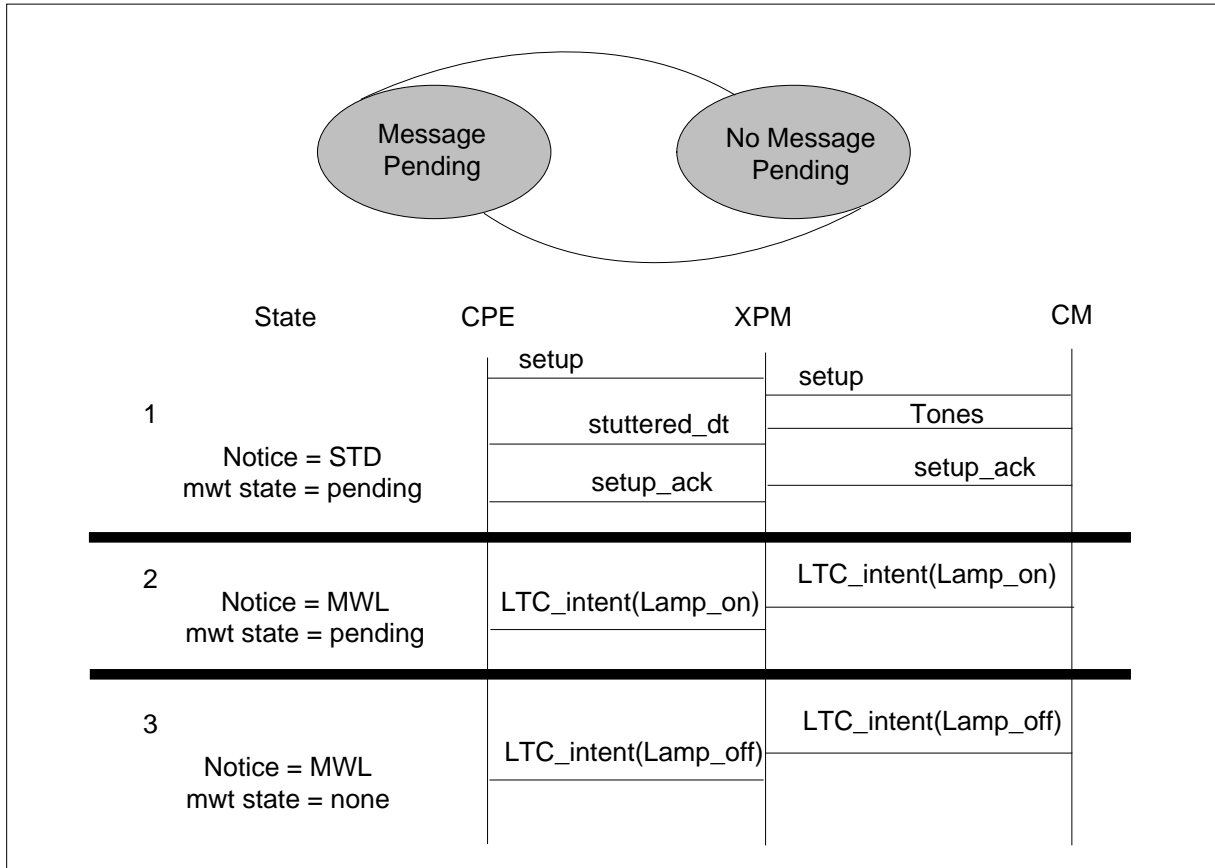 Message
Pending
No Message
Pending
State
CPE
XPM
CM
setup
setup
1
Tones
stuttered_dt
Notice = STD
setup_ack
mwt state = pending
setup_ack
2
LTC_intent(Lamp_on)
Notice = MWL
LTC_intent(Lamp_on)
mwt state = pending
3
LTC_intent(Lamp_off)
LTC_intent(Lamp_off)
Notice = MWL
mwt state = none